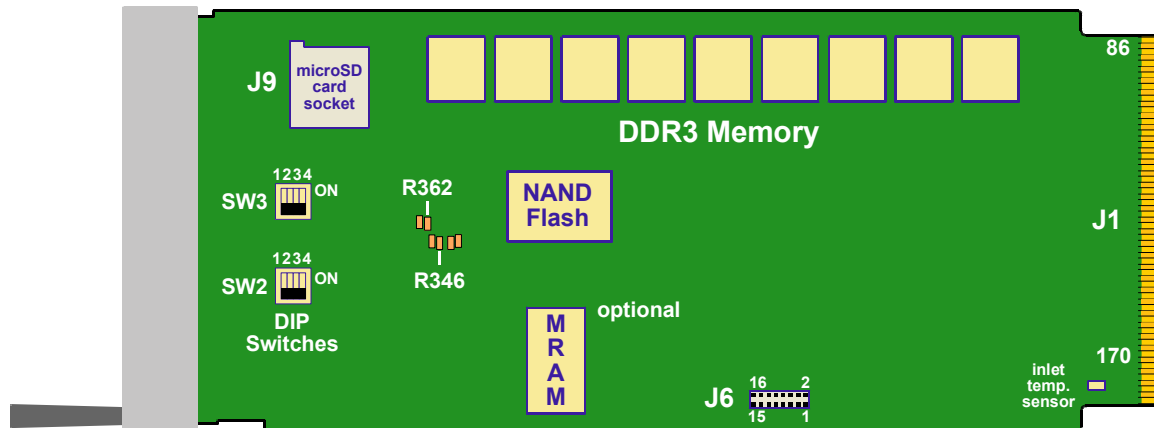 86
J9
microSD
card
socket
DDR3 Memory
1234
ON
SW3
R362
NAND
Flash
J1
1234
ON
SW2
R346
DIP
Switches
optional
M
R
A
M
170
inlet
temp.
sensor
J6
16 2
15 1